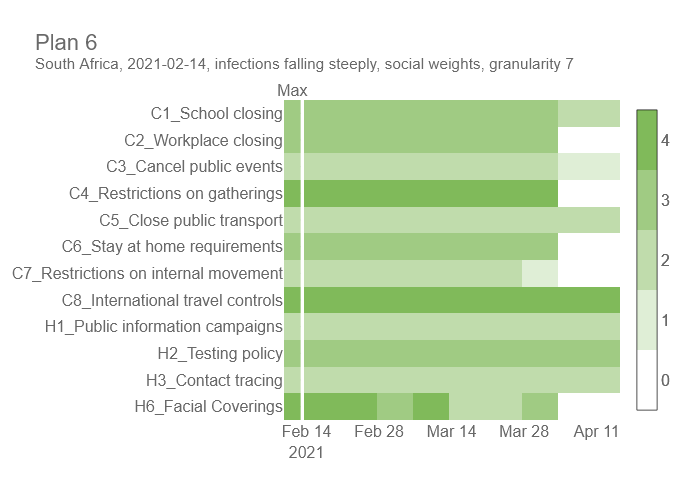 Plan 6
South Africa, 2021-02-14, infections falling steeply, social weights, granularity 7
Max
C1_School closing
C2_Workplace closing
C3_Cancel public events
C4_Restrictions on gatherings
C5_Close public transport
C6_Stay at home requirements
C7_Restrictions on internal movement
C8_International travel controls
H1_Public information campaigns
H2_Testing policy
H3_Contact tracing
H6_Facial Coverings
4
3
2
1
0
Feb 14 Feb 28 Mar 14 Mar 28 Apr 11
2021